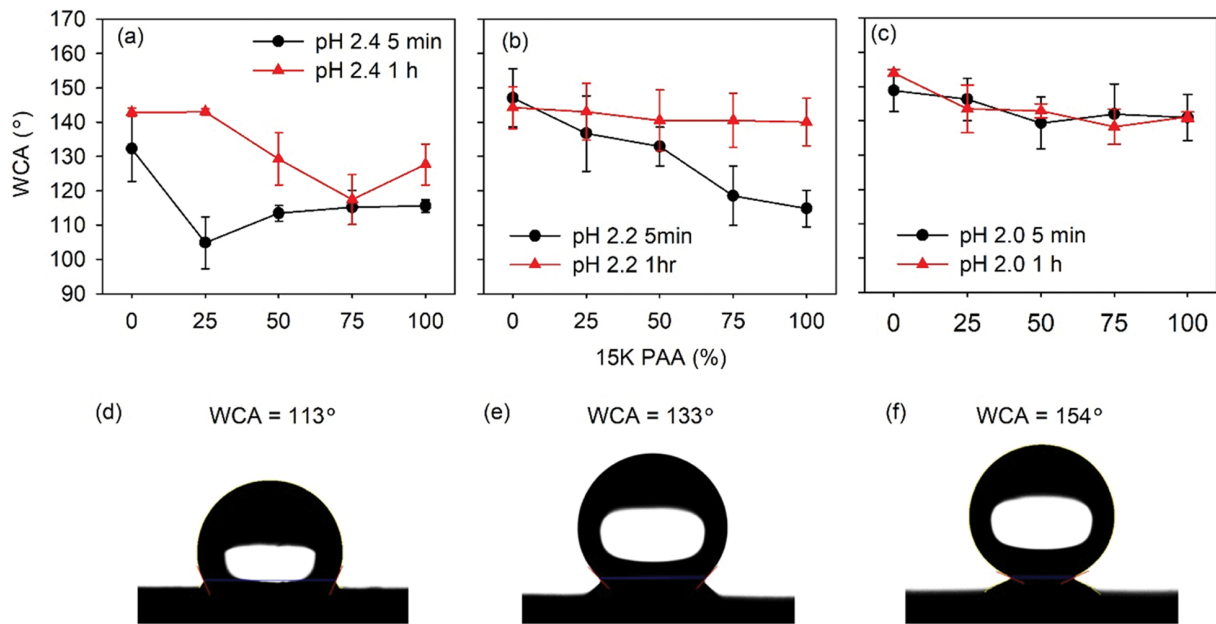 170
160
150
140
130
120
110
100
90
WCA (°)
(a)
pH 2.4 5 min
pH 2.4 1 h
0 25 50 75 100
(b)
pH 2.2 5min
pH 2.2 1hr
0 25 50 75 100
(c)
pH 2.0 5 min
pH 2.0 1 h
0 25 50 75 100
15K PAA (%)
(d) WCA = 113°
(e) WCA = 133°
(f) WCA = 154°